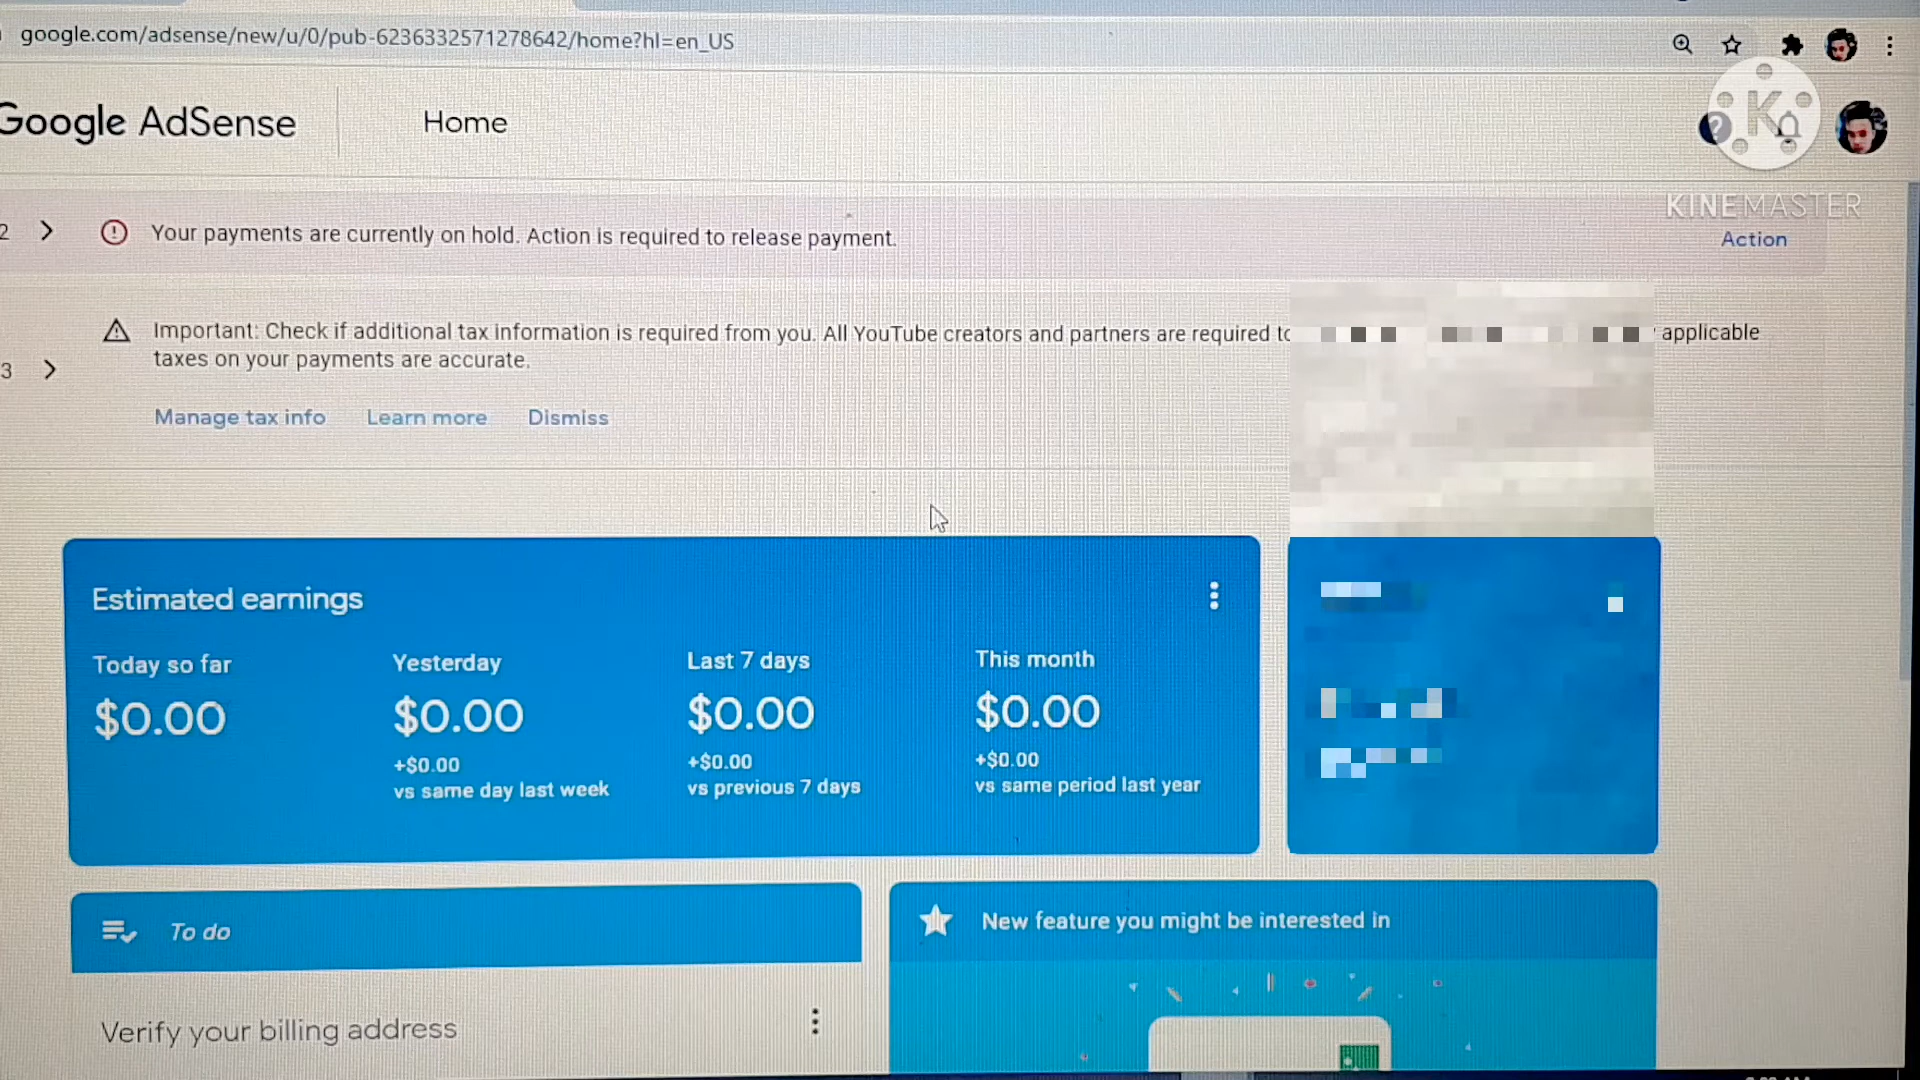 google.com/adsense/new/u/0/pub-6236332571278642/home?hl=en_US
Google AdSense
Home
KINEMASTER
2
Your payments are currently on hold. Action is required to release payment.
Action
3
Important: Check if additional tax information is required from you. All YouTube creators and partners are required to
applicable
taxes on your payments are accurate.
Manage tax info
Learn more
Dismiss
Estimated earnings
Today so far
Yesterday
Last 7 days
This month
$0.00
$0.00
$0.00
$0.00
+$0.00
+$0.00
+$0.00
vs same day last week
vs previous 7 days
vs same period last year
To do
New feature you might be interested in
Verify your billing address